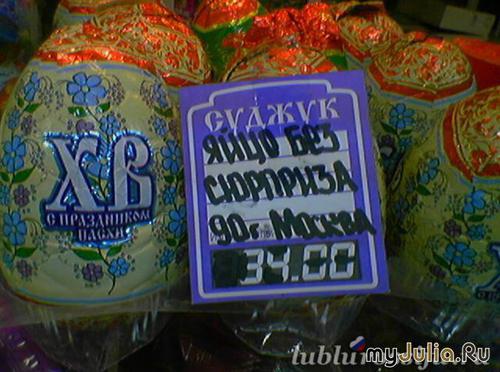 ХВ
С ПРАЗДНИКОМ
ПАСХИ
СУДЖУК
ЯЙЦО БЕЗ
СЮРПРИЗА
90г. МОСКВА
34.00
myJulia.Ru